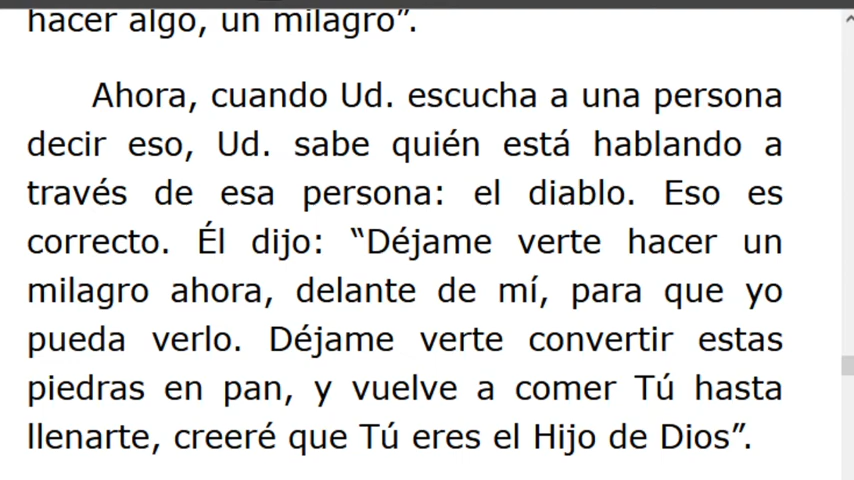 hacer algo, un milagro”.
Ahora, cuando Ud. escucha a una persona
decir eso, Ud. sabe quién está hablando a
través de esa persona: el diablo. Eso es
correcto. Él dijo: “Déjame verte hacer un
milagro ahora, delante de mí, para que yo
pueda verlo. Déjame verte convertir estas
piedras en pan, y vuelve a comer Tú hasta
llenarte, creeré que Tú eres el Hijo de Dios”.